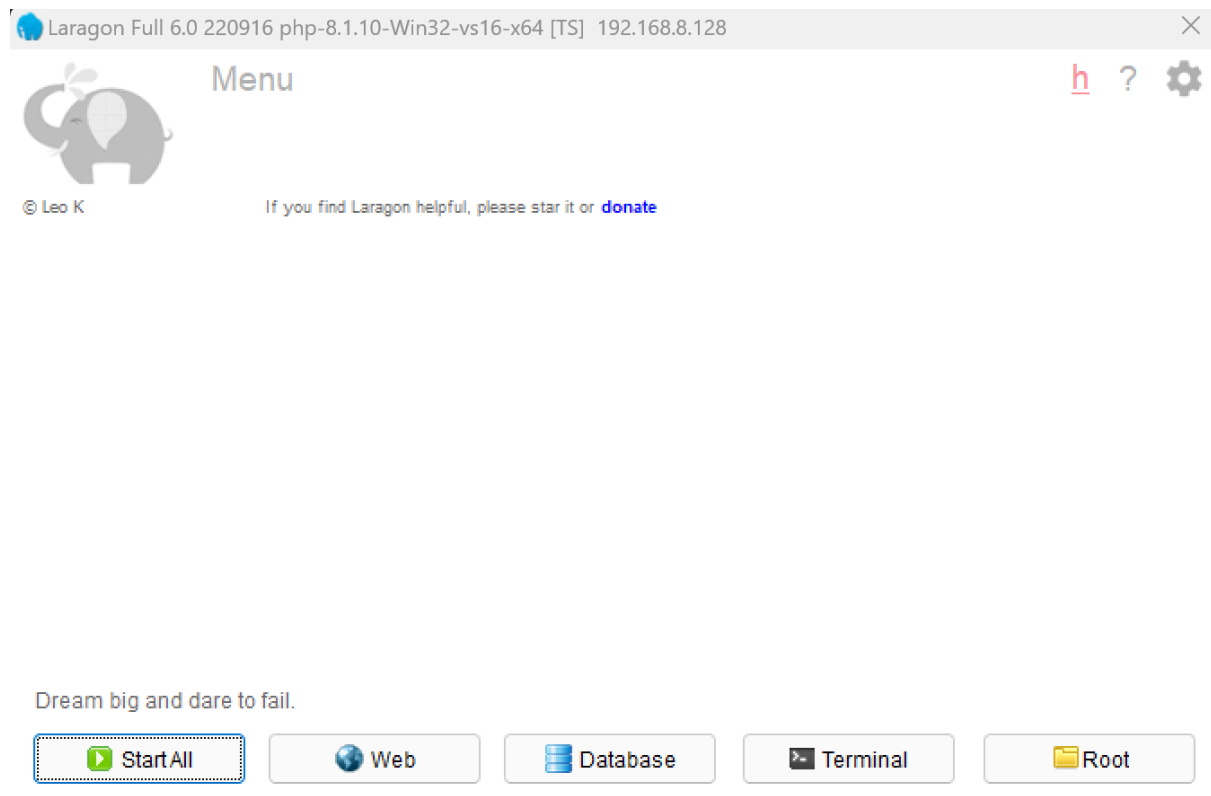 Laragon Full 6.0 220916 php-8.1.10-Win32-vs16-x64 [TS]  192.168.8.128
Menu
h ?
© Leo K
If you find Laragon helpful, please star it or donate
Dream big and dare to fail.
Start All
Web
Database
Terminal
Root